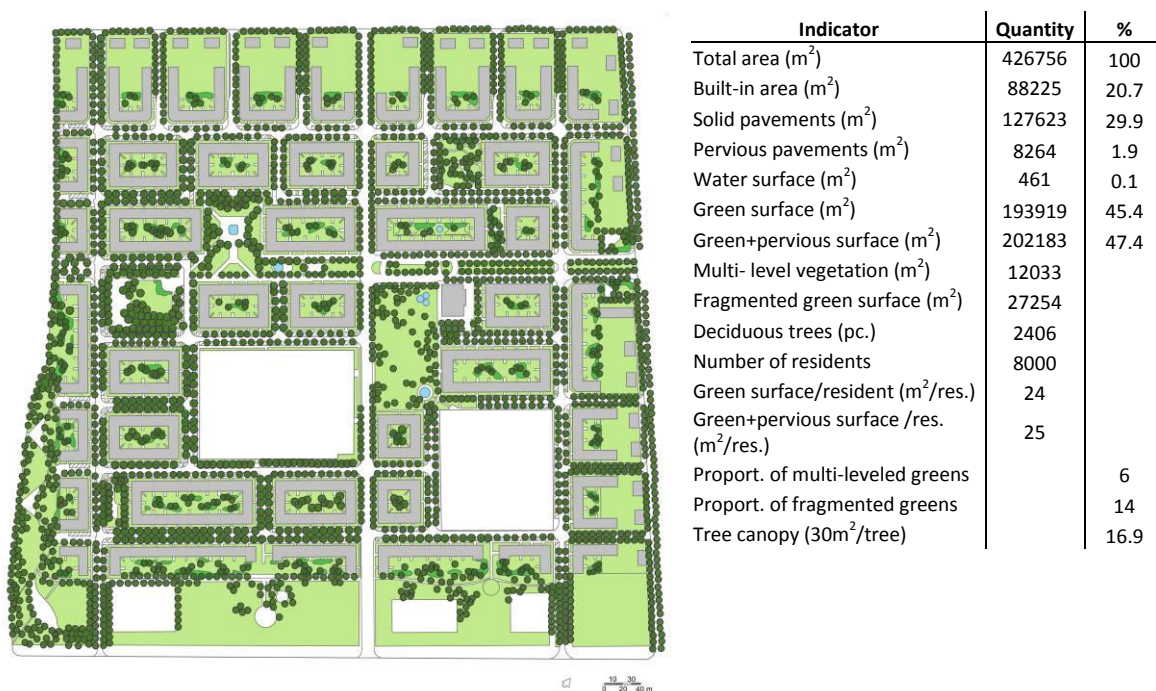 Indicator Quantity %
Total area (m²) 426756 100
Built-in area (m²) 88225 20.7
Solid pavements (m²) 127623 29.9
Pervious pavements (m²) 8264 1.9
Water surface (m²) 461 0.1
Green surface (m²) 193919 45.4
Green+pervious surface (m²) 202183 47.4
Multi- level vegetation (m²) 12033
Fragmented green surface (m²) 27254
Deciduous trees (pc.) 2406
Number of residents 8000
Green surface/resident (m²/res.) 24
Green+pervious surface /res.
(m²/res.) 25
Proport. of multi-leveled greens 6
Proport. of fragmented greens 14
Tree canopy (30m²/tree) 16.9
10 30
0 20 40 m